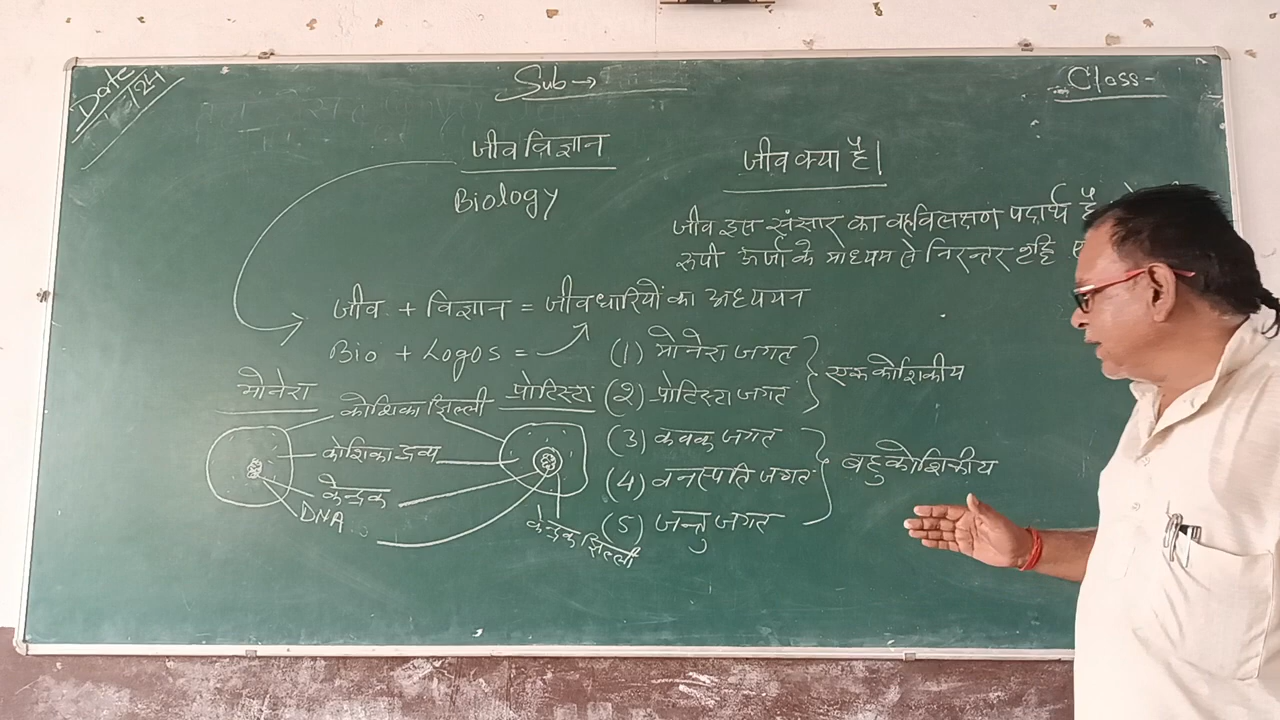 Date
/24
Sub →
Class -
जीव विज्ञान
Biology
जीव क्या है।
जीव इस संसार का वह विलक्षण पदार्थ है
रूपी ऊर्जा के माध्यम से निरन्तर
जीव + विज्ञान = जीवधारियों का अध्ययन
Bio + Logos =
(1) मोनेरा जगत
(2) प्रोटिस्टा जगत
एक कोशिकीय
(3) कवक जगत
(4) वनस्पति जगत
(5) जन्तु जगत
बहुकोशिकीय
मोनेरा
प्रोटिस्टा
कोशिका झिल्ली
कोशिका द्रव्य
केन्द्रक
DNA
केन्द्रक झिल्ली